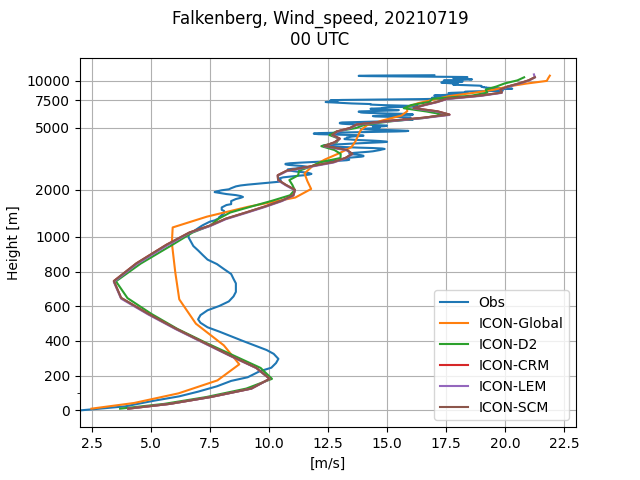 Falkenberg, Wind_speed, 20210719
00 UTC
10000
7500
5000
2000
1000
800
600
400
200
0
Height [m]
Obs
ICON-Global
ICON-D2
ICON-CRM
ICON-LEM
ICON-SCM
2.5 5.0 7.5 10.0 12.5 15.0 17.5 20.0 22.5
[m/s]